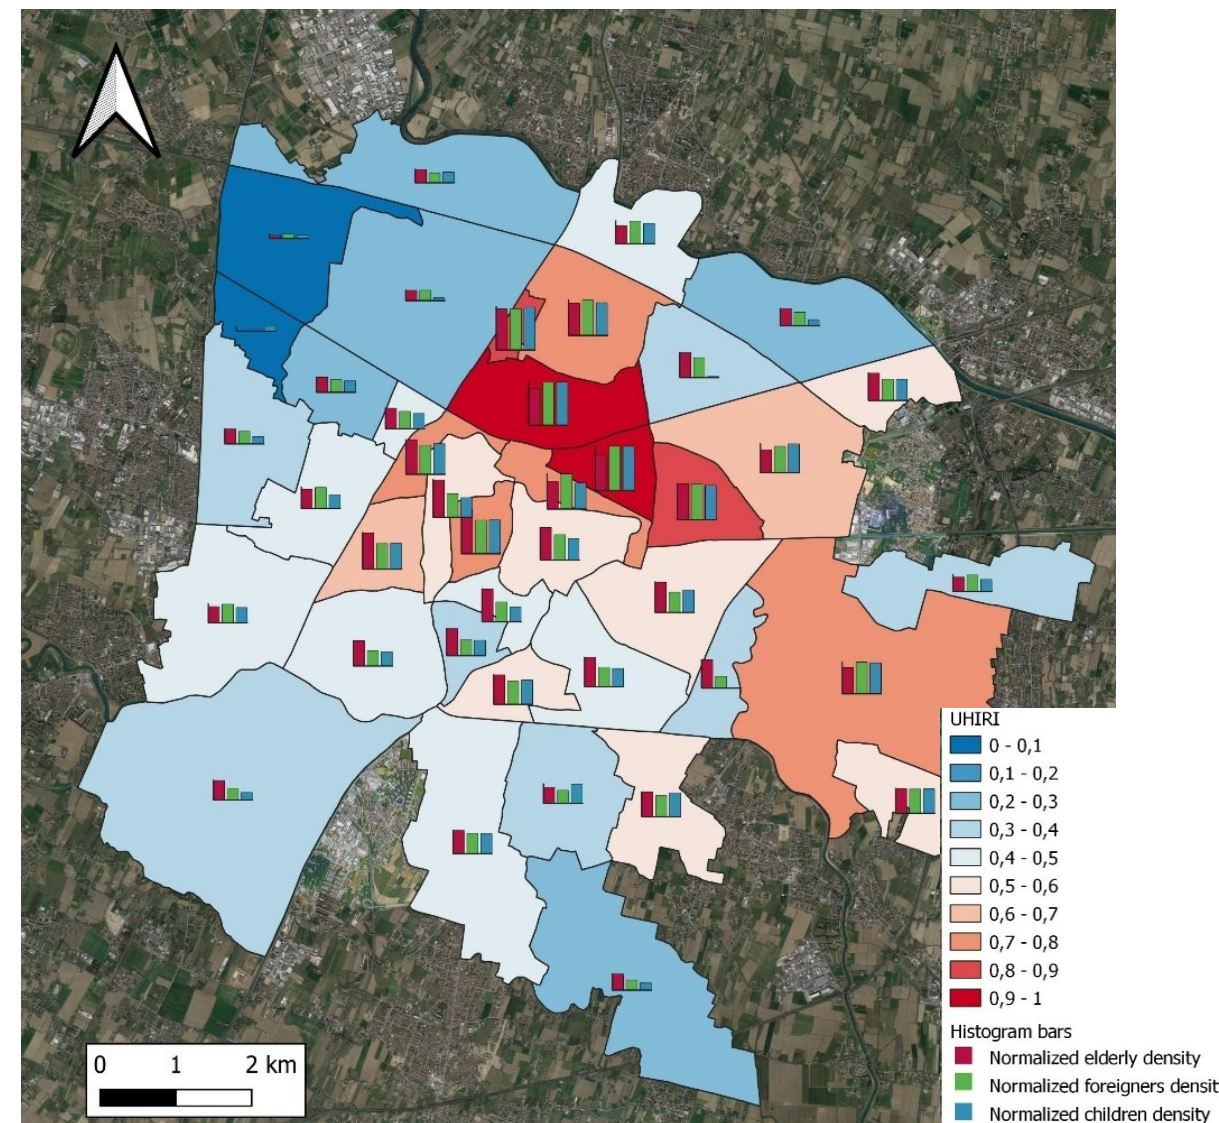 UHIRI
0 - 0,1
0,1 - 0,2
0,2 - 0,3
0,3 - 0,4
0,4 - 0,5
0,5 - 0,6
0,6 - 0,7
0,7 - 0,8
0,8 - 0,9
0,9 - 1
Histogram bars
Normalized elderly density
Normalized foreigners densit
Normalized children density
0 1 2 km